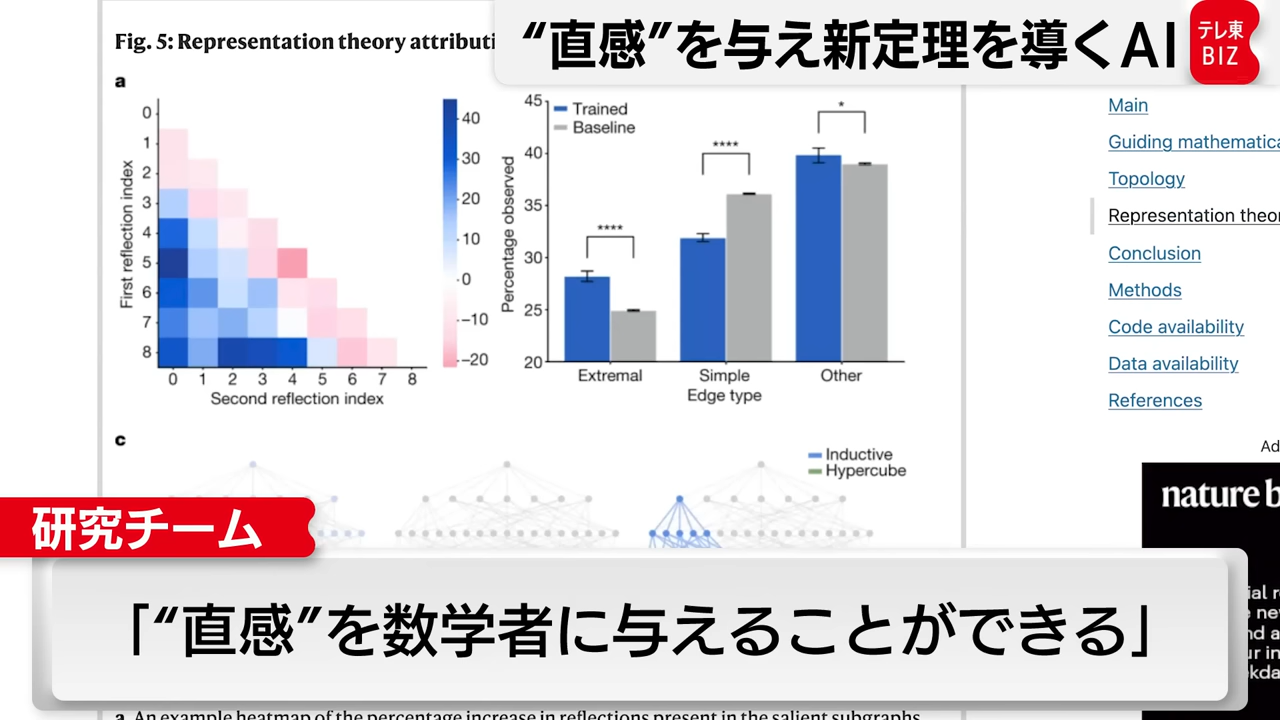 Fig. 5: Representation theory attributi
“直感”を与え新定理を導くAI
テレ東
BIZ
a
First reflection index
0
1
2
3
4
5
6
7
8
0 1 2 3 4 5 6 7 8
Second reflection index
40
30
20
10
0
−10
−20
Percentage observed
45
40
35
30
25
20
Trained
Baseline
****
****
*
Extremal Simple Other
Edge type
Main
Guiding mathematica
Topology
Representation theor
Conclusion
Methods
Code availability
Data availability
References
c
Inductive
Hypercube
Ad
nature b
研究チーム
「“直感”を数学者に与えることができる」
a An example heatmap of the percentage increase in reflections present in the salient subgraphs